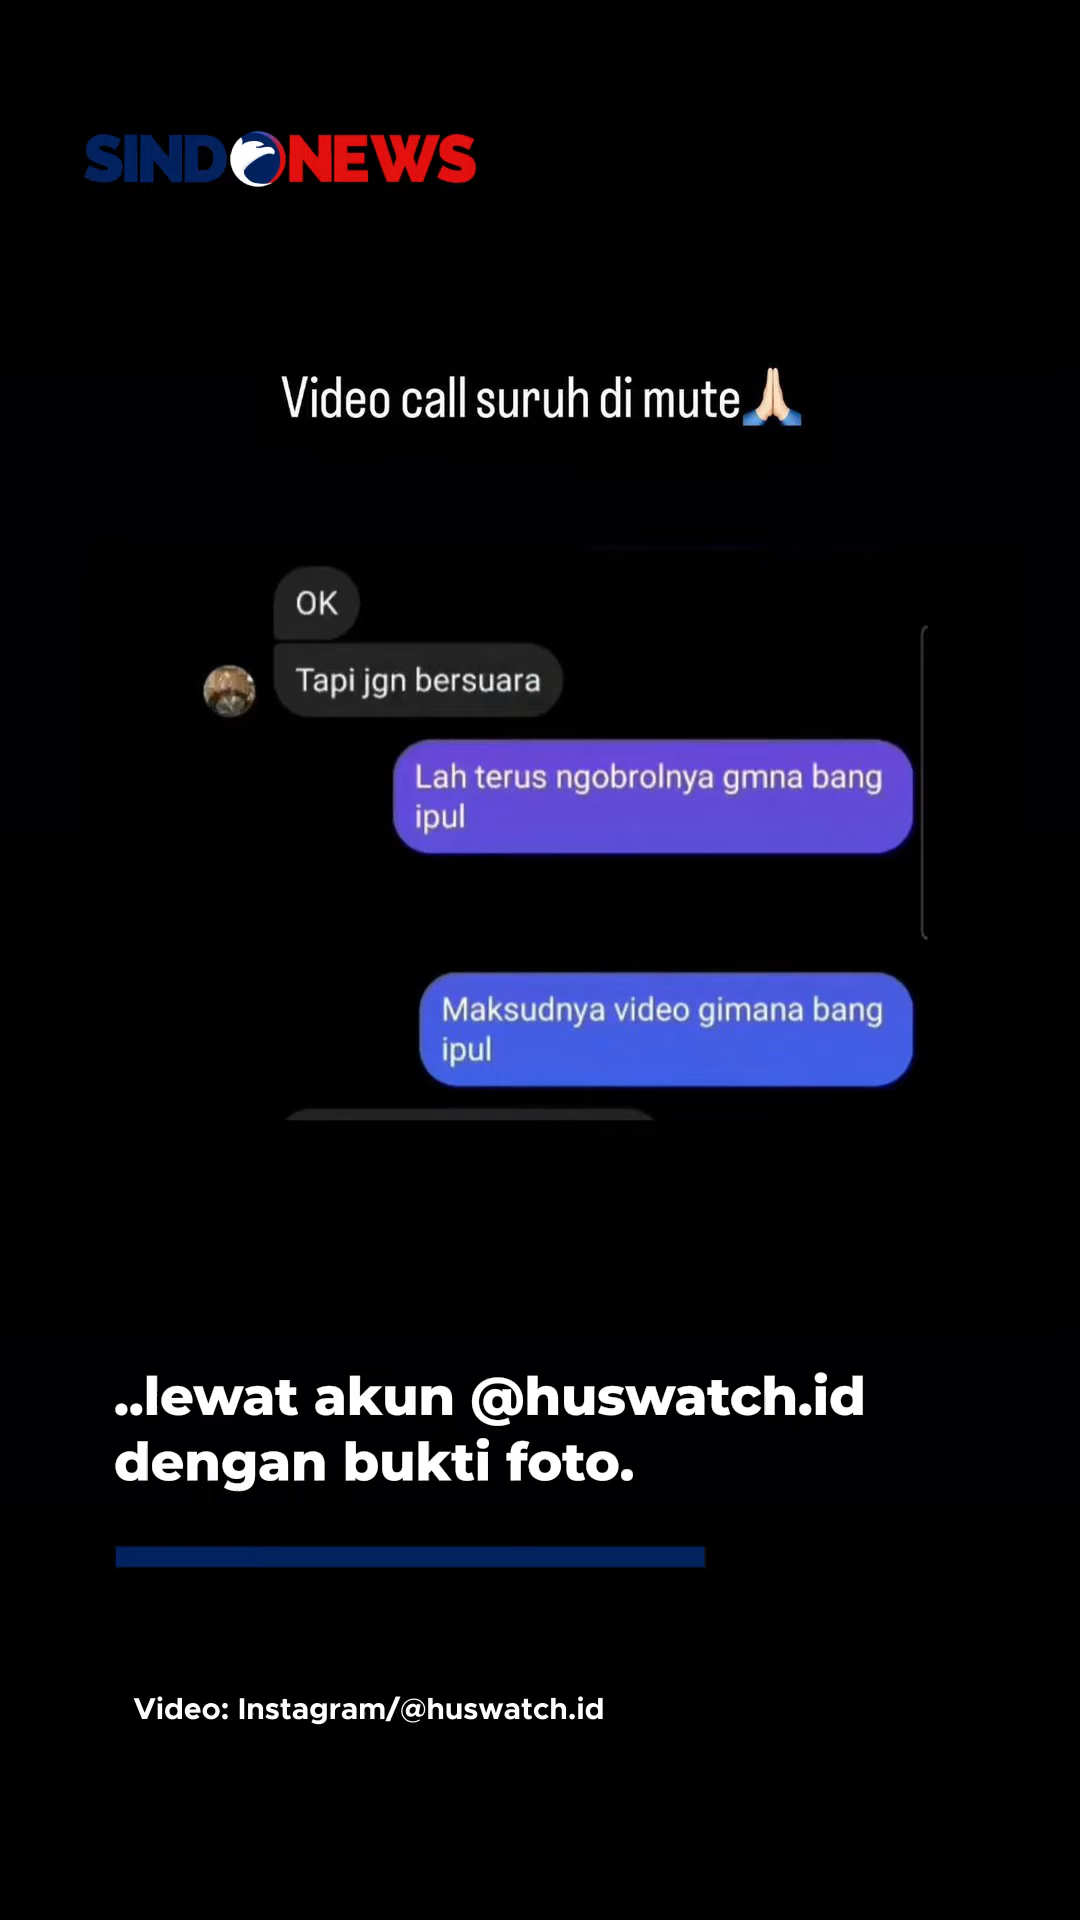 SINDONEWS
Video call suruh di mute🙏🏻
OK
Tapi jgn bersuara
Lah terus ngobrolnya gmna bang
ipul
Maksudnya video gimana bang
ipul
..lewat akun @huswatch.id
dengan bukti foto.
Video: Instagram/@huswatch.id